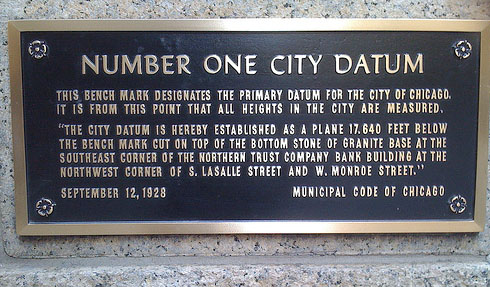 NUMBER ONE CITY DATUM
THIS BENCH MARK DESIGNATES THE PRIMARY DATUM FOR THE CITY OF CHICAGO.
IT IS FROM THIS POINT THAT ALL HEIGHTS IN THE CITY ARE MEASURED.
"THE CITY DATUM IS HEREBY ESTABLISHED AS A PLANE 17.640 FEET BELOW
THE BENCH MARK CUT ON TOP OF THE BOTTOM STONE OF GRANITE BASE AT THE
SOUTHEAST CORNER OF THE NORTHERN TRUST COMPANY BANK BUILDING AT THE
NORTHWEST CORNER OF S. LASALLE STREET AND W. MONROE STREET."
SEPTEMBER 12, 1928 MUNICIPAL CODE OF CHICAGO